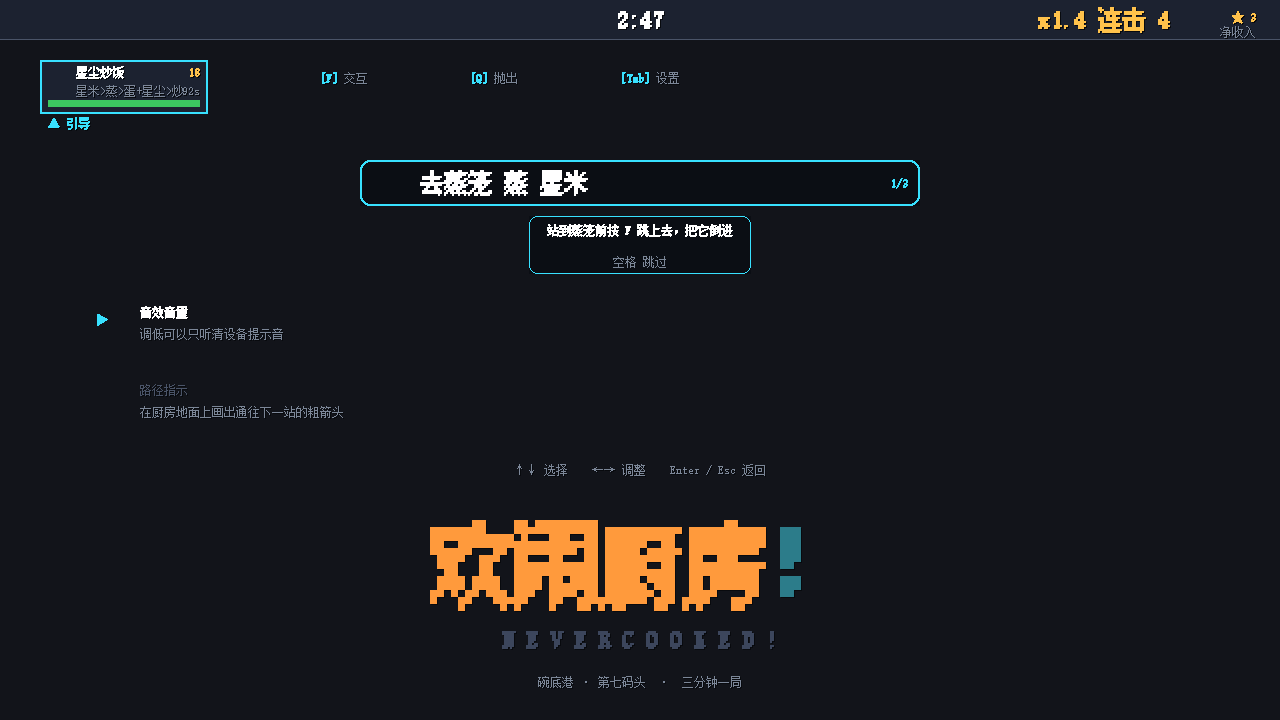 2:47
x1.4 连击 4
★ 3
净收入
星尘炒饭 18
星米>蒸>蛋+星尘>炒92s
▲ 引导
[F] 交互 [Q] 抛出 [Tab] 设置
去蒸笼 蒸 星米 1/3
站到蒸笼前按 F 跳上去，把它倒进
空格 跳过
▶ 音效音量
调低可以只听清设备提示音
路径指示
在厨房地面上画出通往下一站的粗箭头
↑↓ 选择 ←→ 调整 Enter / Esc 返回
欢闹厨房!
NEVERCOOKED!
碗底港 · 第七码头 · 三分钟一局